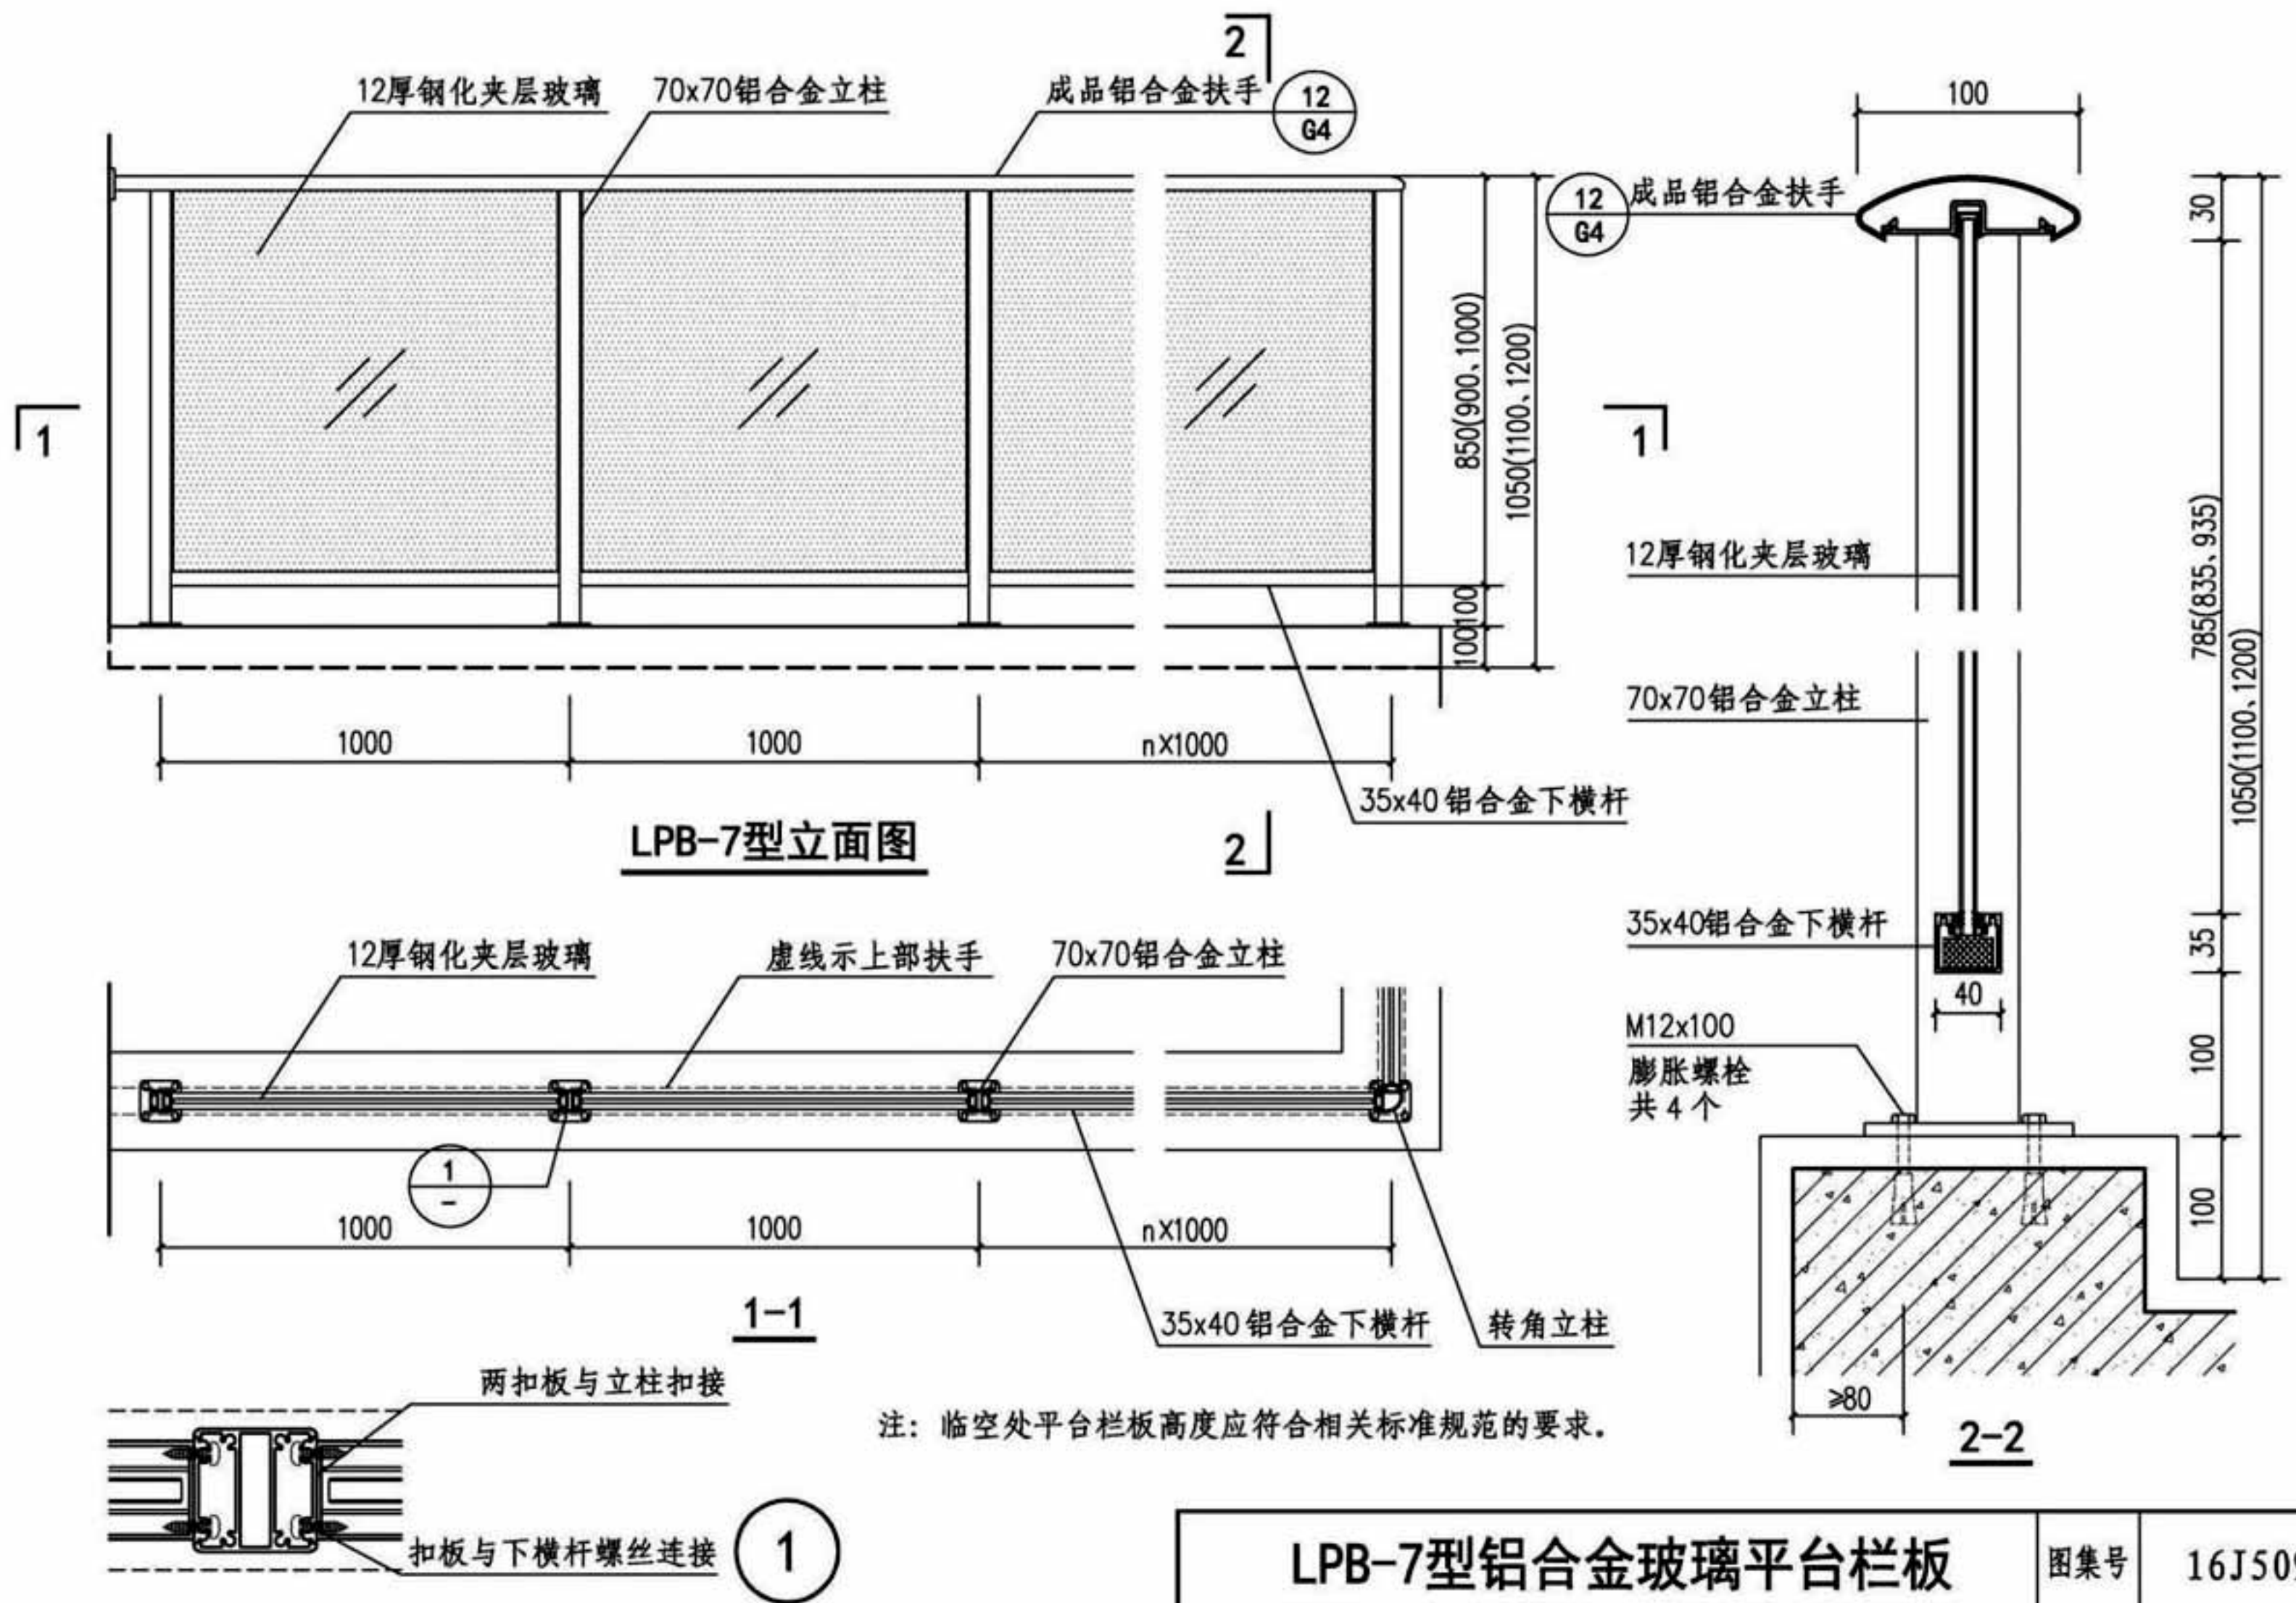 2
12厚钢化夹层玻璃
70x70铝合金立柱
成品铝合金扶手
12
G4
100
12
G4
成品铝合金扶手
30
1
850(900、1000)
1050(1100、1200)
1
12厚钢化夹层玻璃
785(835、935)
1050(1100、1200)
100
100
70x70铝合金立柱
1000
1000
n×1000
35x40铝合金下横杆
LPB-7型立面图
2
12厚钢化夹层玻璃
虚线示上部扶手
70x70铝合金立柱
35x40铝合金下横杆
35
40
M12x100
膨胀螺栓
共4个
100
100
1
-
1000
1000
n×1000
1-1
35x40铝合金下横杆
转角立柱
≥80
2-2
两扣板与立柱扣接
注：临空处平台栏板高度应符合相关标准规范的要求。
扣板与下横杆螺丝连接
1
LPB-7型铝合金玻璃平台栏板
图集号
16J50